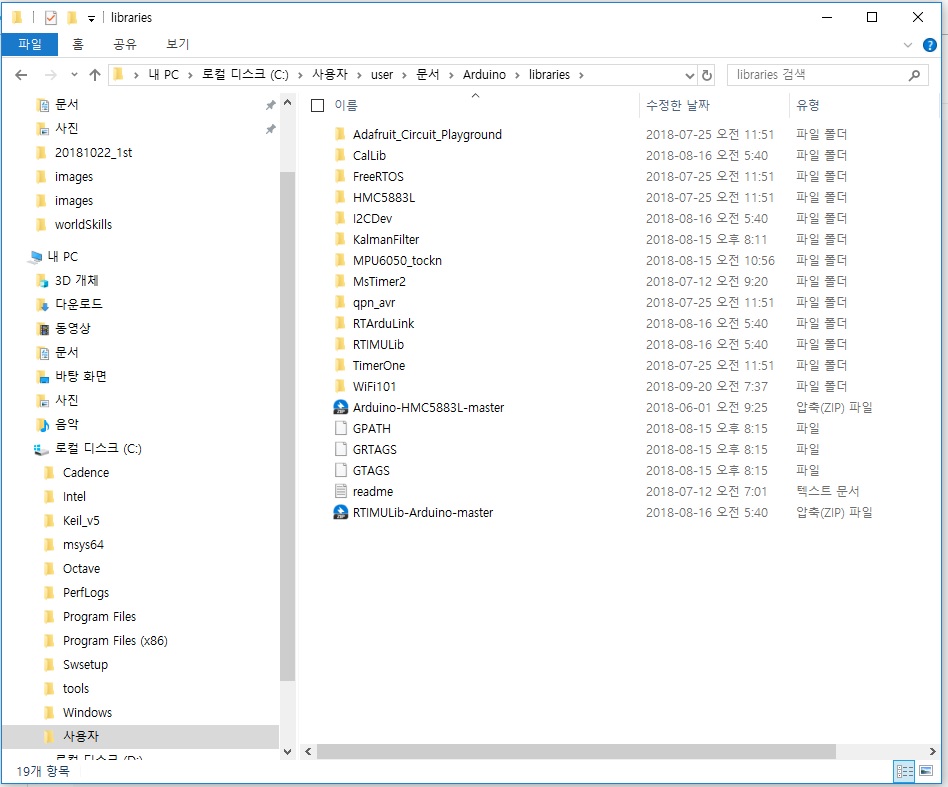 libraries
파일 홈 공유 보기
내 PC 로컬 디스크 (C:) 사용자 user 문서 Arduino libraries libraries 검색
문서
사진
20181022_1st
images
images
worldSkills
내 PC
3D 개체
다운로드
동영상
문서
바탕 화면
사진
음악
로컬 디스크 (C:)
Cadence
Intel
Keil_v5
msys64
Octave
PerfLogs
Program Files
Program Files (x86)
Swsetup
tools
Windows
사용자
로컬 디스크 (D:)
이름 수정한 날짜 유형
Adafruit_Circuit_Playground 2018-07-25 오전 11:51 파일 폴더
CalLib 2018-08-16 오전 5:40 파일 폴더
FreeRTOS 2018-07-25 오전 11:51 파일 폴더
HMC5883L 2018-07-25 오전 11:51 파일 폴더
I2CDev 2018-08-16 오전 5:40 파일 폴더
KalmanFilter 2018-08-15 오후 8:11 파일 폴더
MPU6050_tockn 2018-08-15 오전 10:56 파일 폴더
MsTimer2 2018-07-12 오전 9:20 파일 폴더
qpn_avr 2018-07-25 오전 11:51 파일 폴더
RTArduLink 2018-08-16 오전 5:40 파일 폴더
RTIMULib 2018-08-16 오전 5:40 파일 폴더
TimerOne 2018-07-25 오전 11:51 파일 폴더
WiFi101 2018-09-20 오전 7:37 파일 폴더
Arduino-HMC5883L-master 2018-06-01 오전 9:25 압축(ZIP) 파일
GPATH 2018-08-15 오후 8:15 파일
GRTAGS 2018-08-15 오후 8:15 파일
GTAGS 2018-08-15 오후 8:15 파일
readme 2018-07-12 오전 7:01 텍스트 문서
RTIMULib-Arduino-master 2018-08-16 오전 5:40 압축(ZIP) 파일
19개 항목